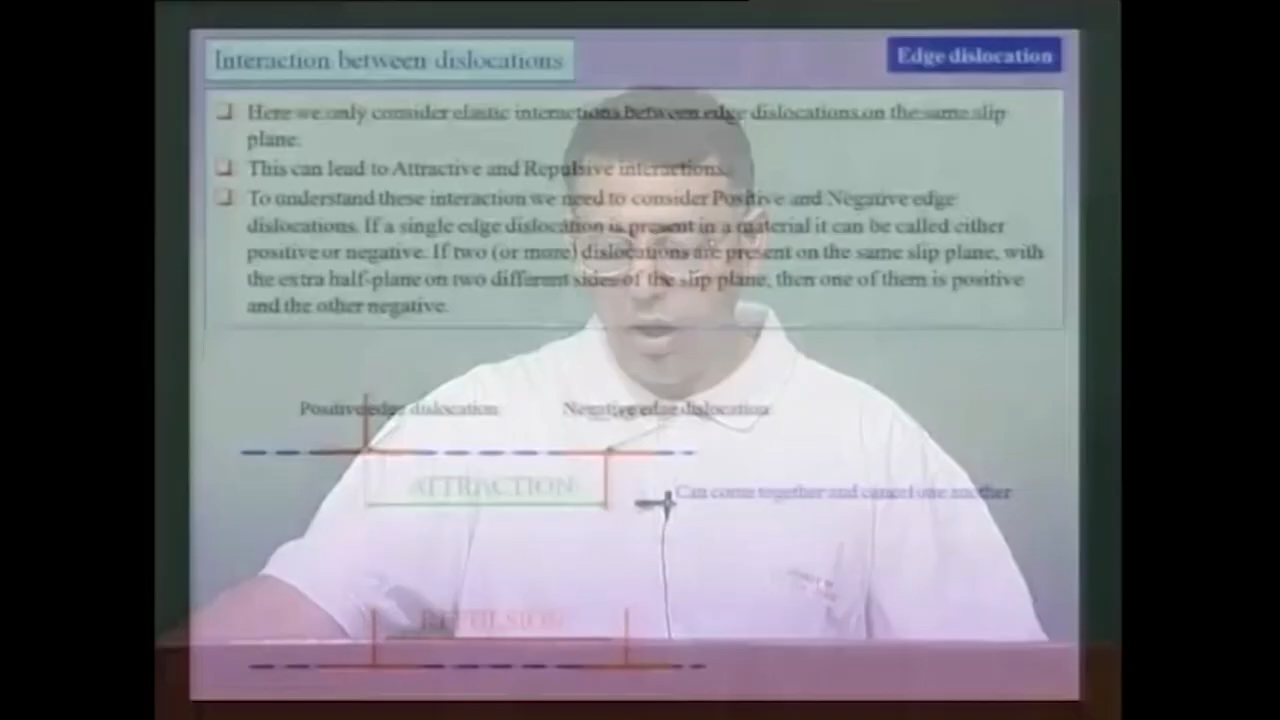 Interaction between dislocations
Edge dislocation
Here we only consider elastic interactions between edge dislocations on the same slip
plane.
This can lead to Attractive and Repulsive interactions.
To understand these interaction we need to consider Positive and Negative edge
dislocations. If a single edge dislocation is present in a material it can be called either
positive or negative. If two (or more) dislocations are present on the same slip plane, with
the extra half-plane on two different sides of the slip plane, then one of them is positive
and the other negative.
Positive edge dislocation
Negative edge dislocation
ATTRACTION
Can come together and cancel one another
REPULSION